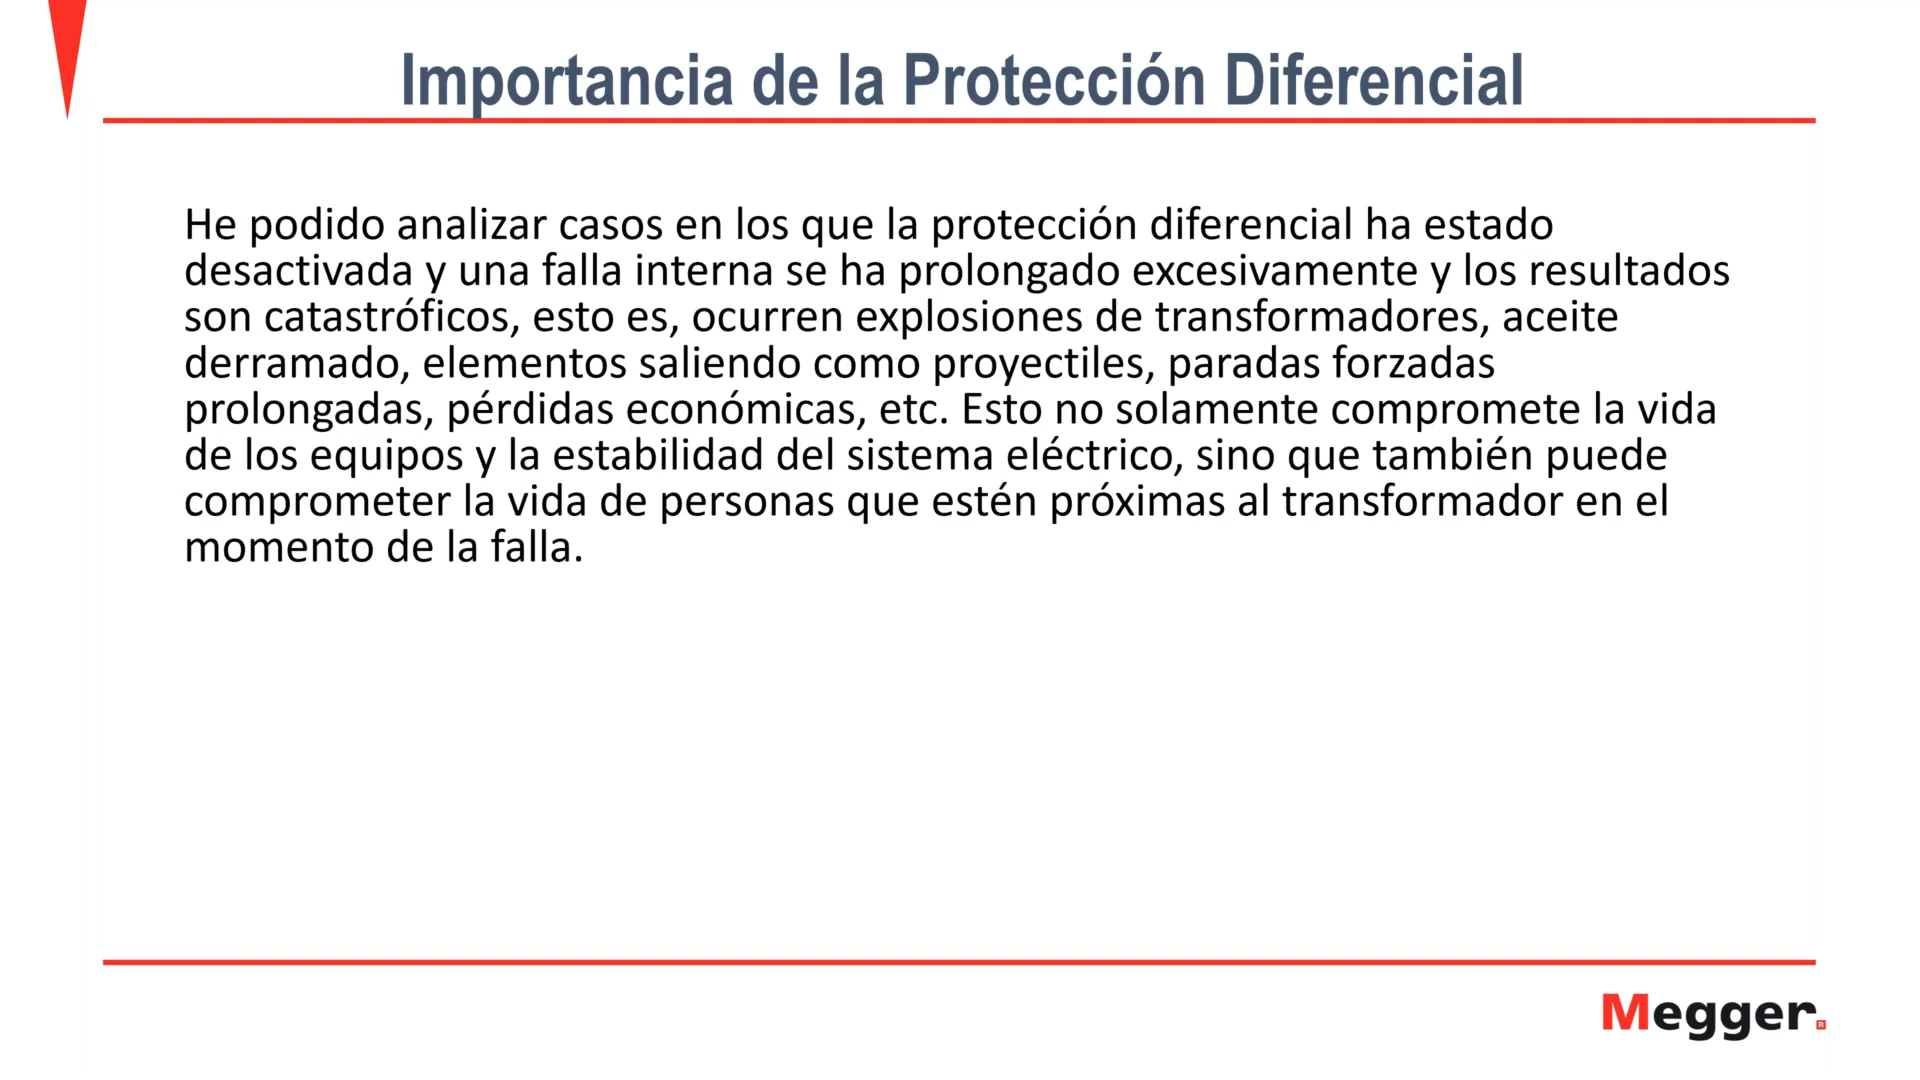 Importancia de la Protección Diferencial
He podido analizar casos en los que la protección diferencial ha estado
desactivada y una falla interna se ha prolongado excesivamente y los resultados
son catastróficos, esto es, ocurren explosiones de transformadores, aceite
derramado, elementos saliendo como proyectiles, paradas forzadas
prolongadas, pérdidas económicas, etc. Esto no solamente compromete la vida
de los equipos y la estabilidad del sistema eléctrico, sino que también puede
comprometer la vida de personas que estén próximas al transformador en el
momento de la falla.
Megger®